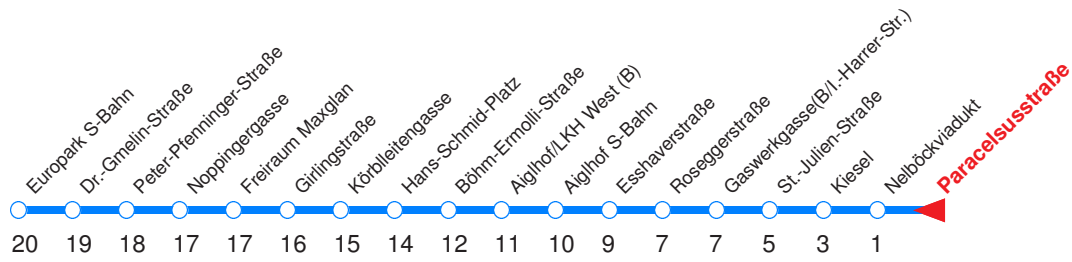 Europark S-Bahn
Dr.-Gmelin-Straße
Peter-Pfenninger-Straße
Noppingergasse
Freiraum Maxglan
Girlingstraße
Körblleitengasse
Hans-Schmid-Platz
Böhm-Ermolli-Straße
Aiglhof/LKH West (B)
Aiglhof S-Bahn
Esshaverstraße
Roseggerstraße
Gaswerkgasse(B/I.-Harrer-Str.)
St.-Julien-Straße
Kiesel
Nelböckviadukt
Paracelsusstraße
20 19 18 17 17 16 15 14 12 11 10 9 7 7 5 3 1